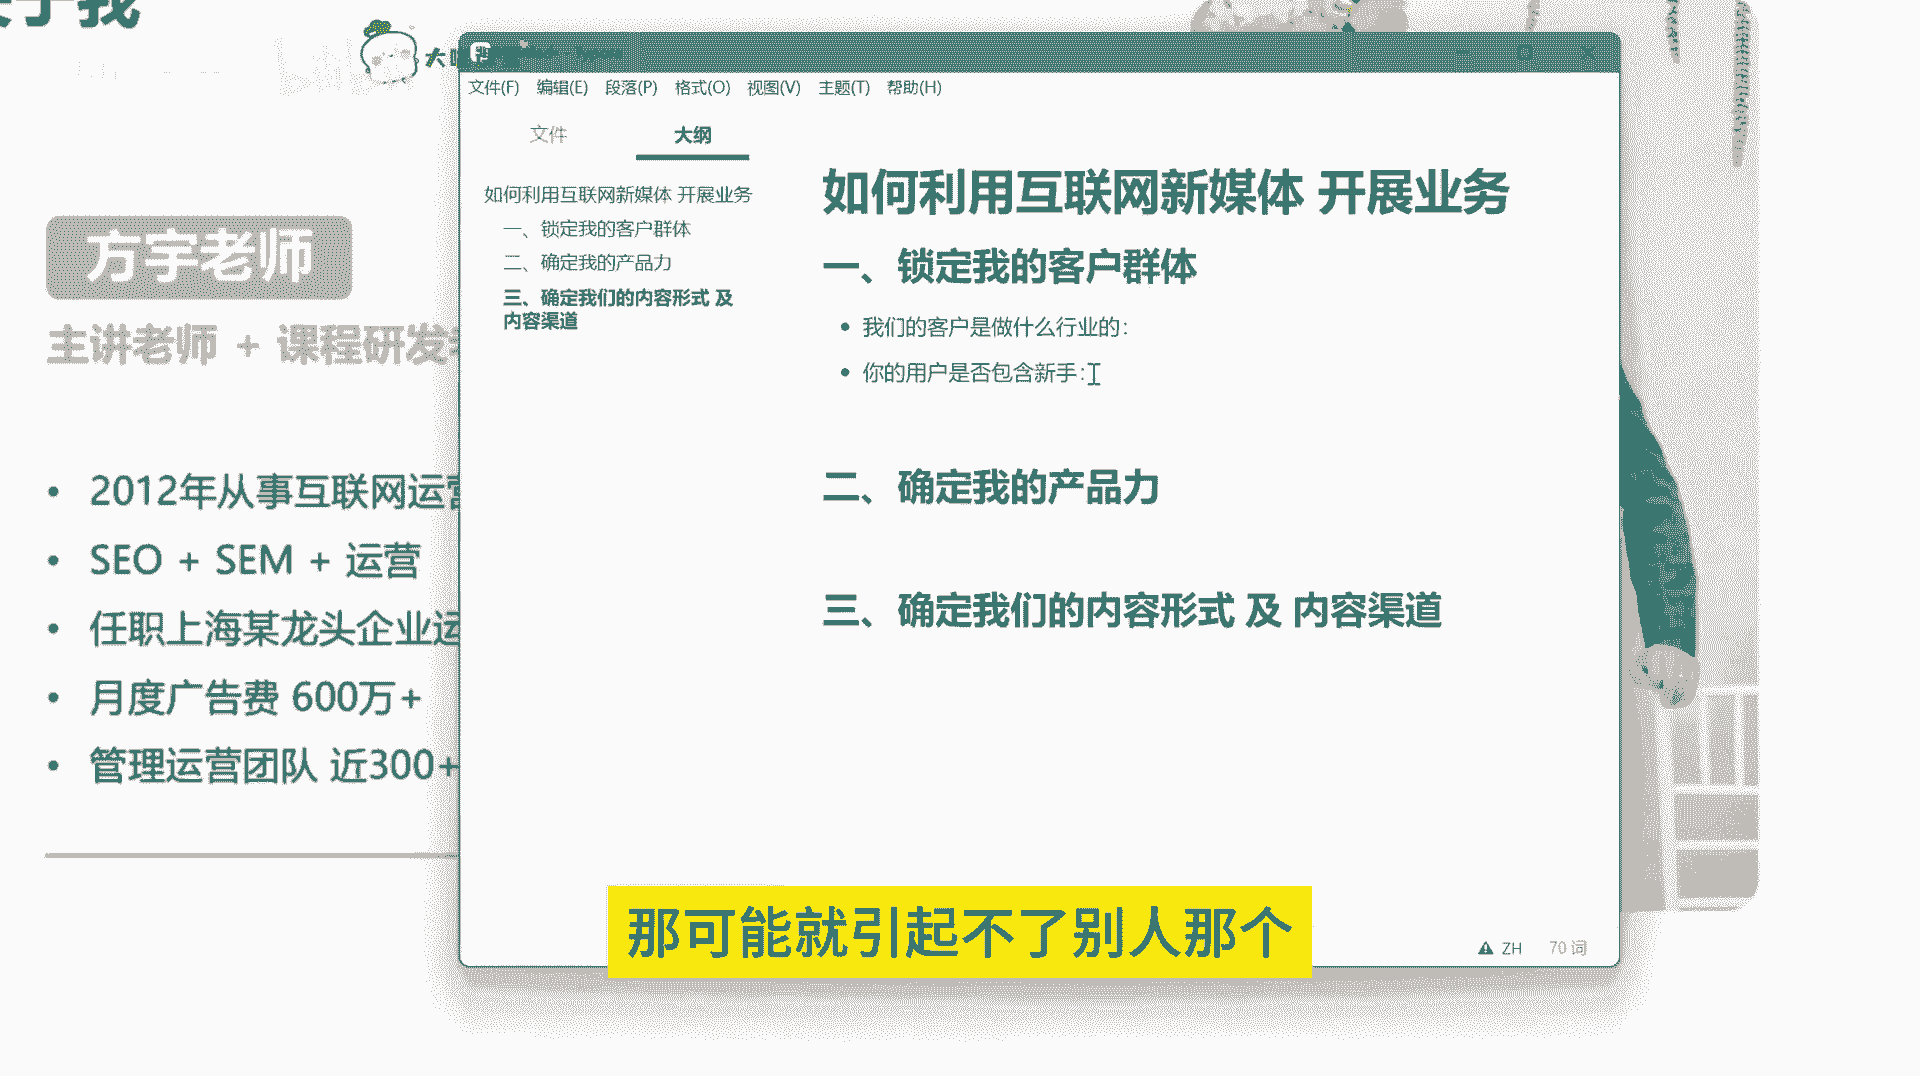 于我
大
方宇老师
主讲老师 + 课程研发
2012年从事互联网运营
SEO + SEM + 运营
任职上海某龙头企业运
月度广告费 600万+
管理运营团队 近300+
文件(F) 编辑(E) 段落(P) 格式(O) 视图(V) 主题(T) 帮助(H)
文件 大纲
如何利用互联网新媒体 开展业务
一、锁定我的客户群体
二、确定我的产品力
三、确定我们的内容形式 及
内容渠道
如何利用互联网新媒体 开展业务
一、锁定我的客户群体
我们的客户是做什么行业的:
你的用户是否包含新手:
二、确定我的产品力
三、确定我们的内容形式 及 内容渠道
ZH 70 词
那可能就引起不了别人那个